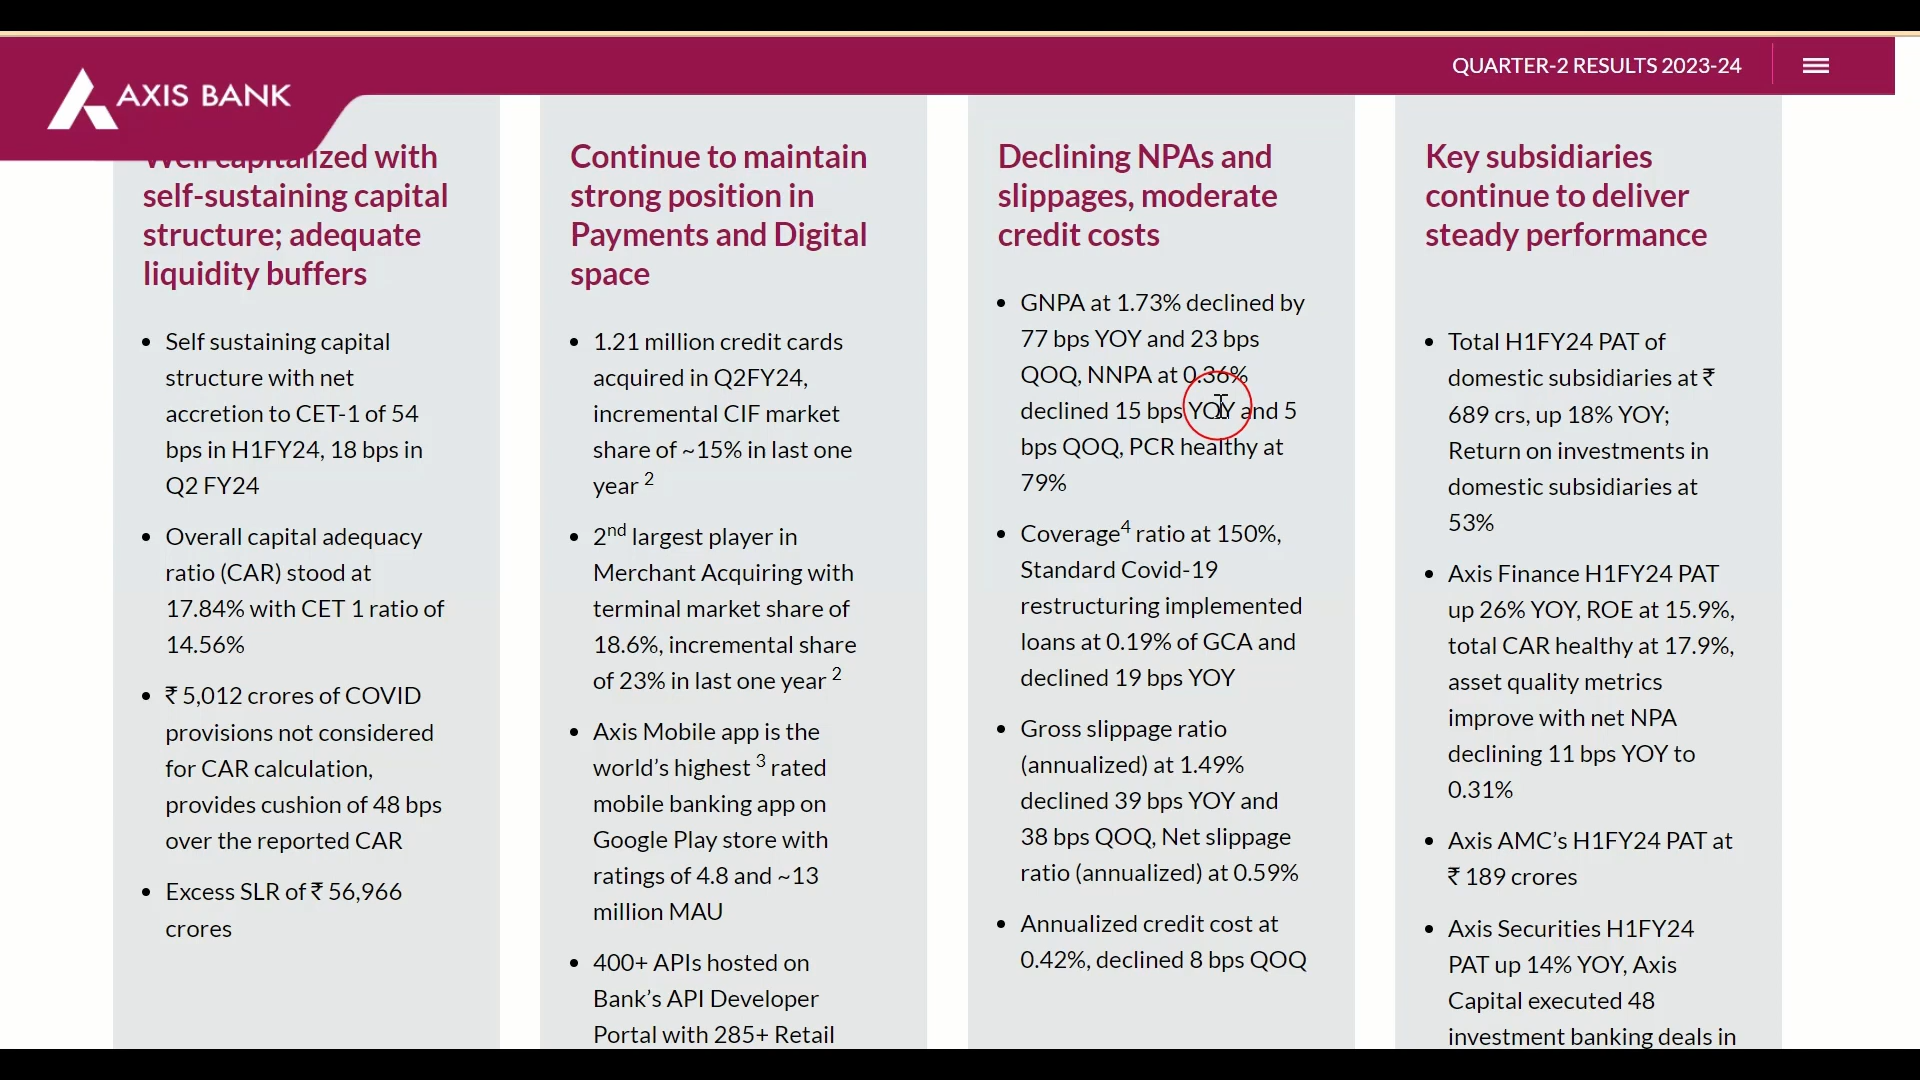 AXIS BANK
QUARTER-2 RESULTS 2023-24
Well capitalized with
self-sustaining capital
structure; adequate
liquidity buffers
• Self sustaining capital
structure with net
accretion to CET-1 of 54
bps in H1FY24, 18 bps in
Q2 FY24
• Overall capital adequacy
ratio (CAR) stood at
17.84% with CET 1 ratio of
14.56%
• ₹ 5,012 crores of COVID
provisions not considered
for CAR calculation,
provides cushion of 48 bps
over the reported CAR
• Excess SLR of ₹ 56,966
crores
Continue to maintain
strong position in
Payments and Digital
space
• 1.21 million credit cards
acquired in Q2FY24,
incremental CIF market
share of ~15% in last one
year 2
• 2nd largest player in
Merchant Acquiring with
terminal market share of
18.6%, incremental share
of 23% in last one year 2
• Axis Mobile app is the
world’s highest 3 rated
mobile banking app on
Google Play store with
ratings of 4.8 and ~13
million MAU
• 400+ APIs hosted on
Bank’s API Developer
Portal with 285+ Retail
Declining NPAs and
slippages, moderate
credit costs
• GNPA at 1.73% declined by
77 bps YOY and 23 bps
QOQ, NNPA at 0.36%
declined 15 bps YOY and 5
bps QOQ, PCR healthy at
79%
• Coverage4 ratio at 150%,
Standard Covid-19
restructuring implemented
loans at 0.19% of GCA and
declined 19 bps YOY
• Gross slippage ratio
(annualized) at 1.49%
declined 39 bps YOY and
38 bps QOQ, Net slippage
ratio (annualized) at 0.59%
• Annualized credit cost at
0.42%, declined 8 bps QOQ
Key subsidiaries
continue to deliver
steady performance
• Total H1FY24 PAT of
domestic subsidiaries at ₹
689 crs, up 18% YOY;
Return on investments in
domestic subsidiaries at
53%
• Axis Finance H1FY24 PAT
up 26% YOY, ROE at 15.9%,
total CAR healthy at 17.9%,
asset quality metrics
improve with net NPA
declining 11 bps YOY to
0.31%
• Axis AMC’s H1FY24 PAT at
₹ 189 crores
• Axis Securities H1FY24
PAT up 14% YOY, Axis
Capital executed 48
investment banking deals in